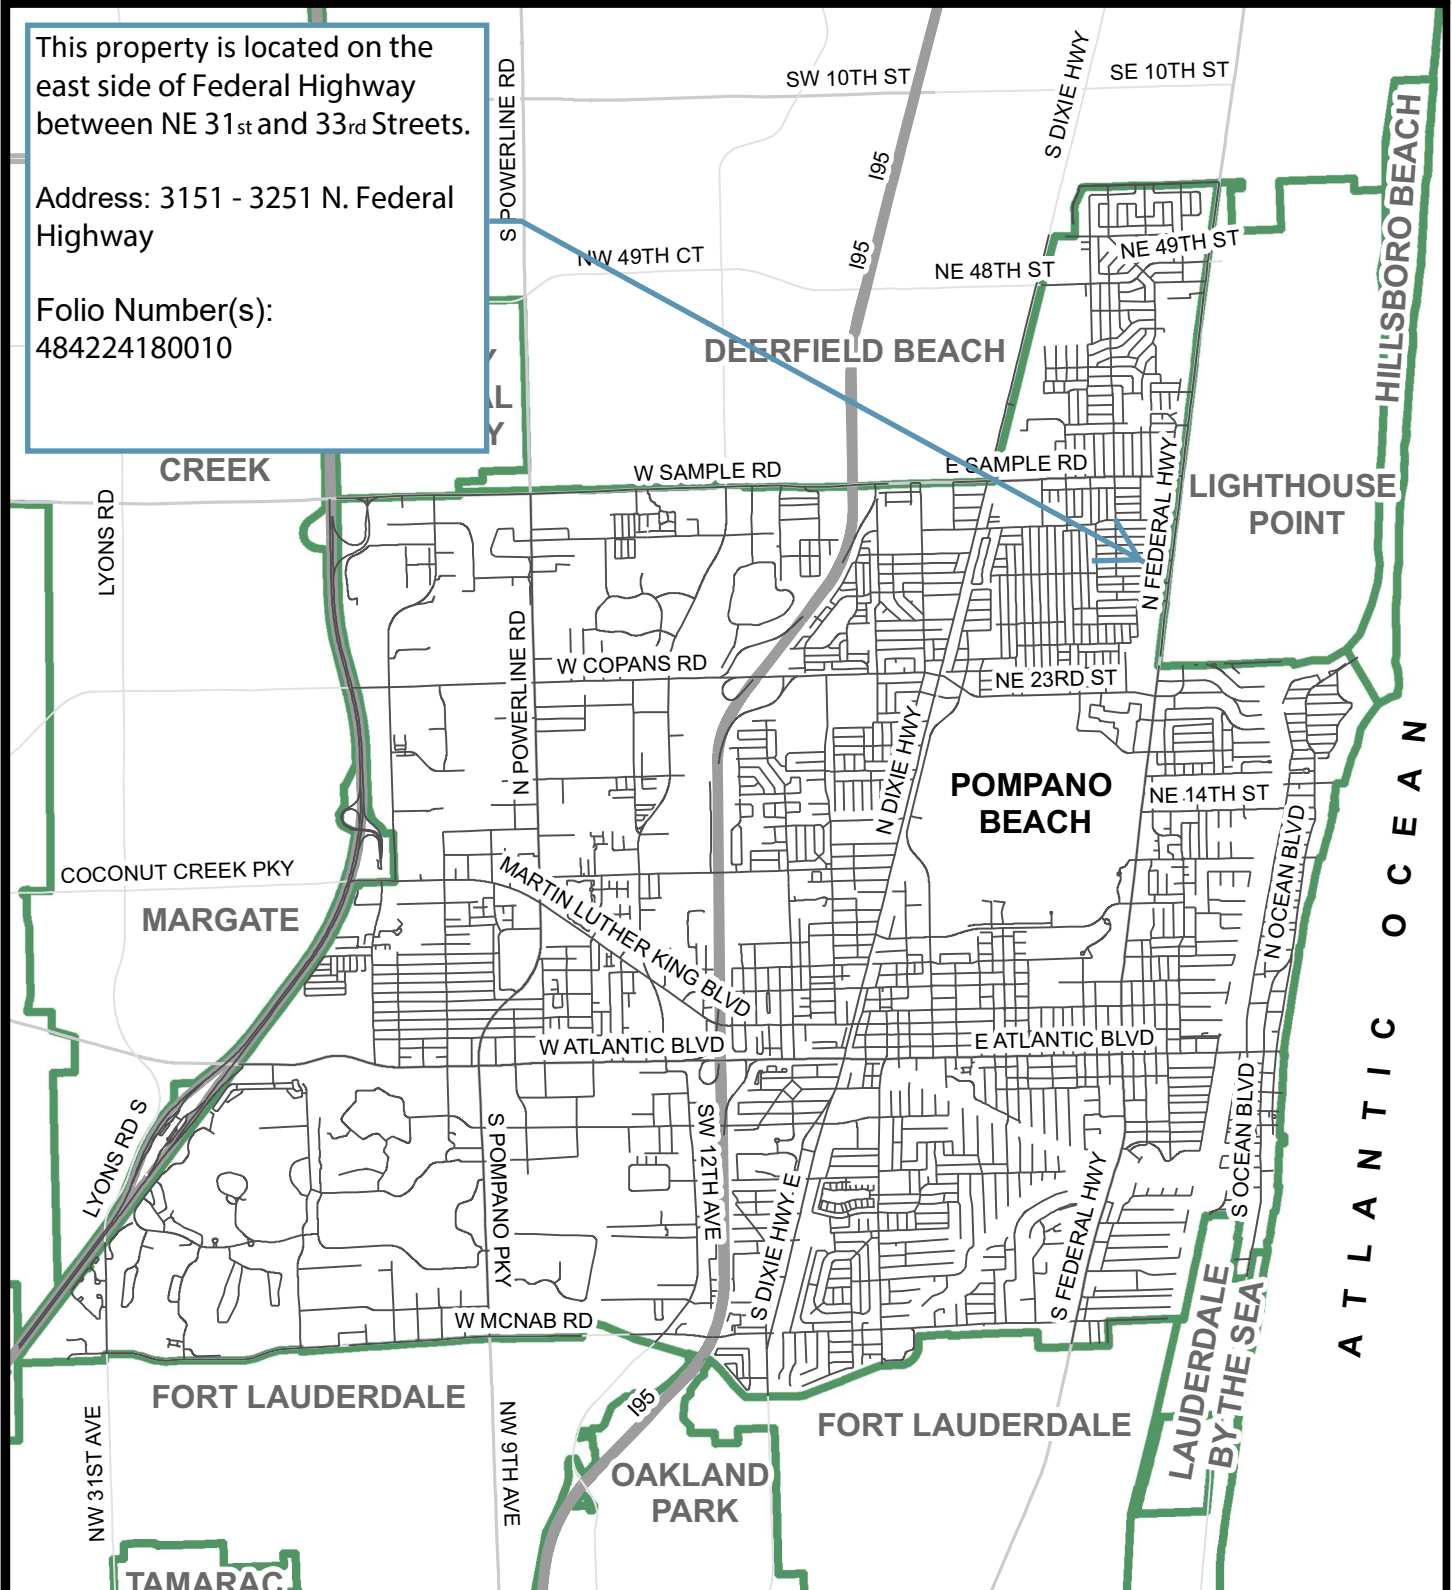 This property is located on the
east side of Federal Highway
between NE 31st and 33rd Streets.
Address: 3151 - 3251 N. Federal
Highway
Folio Number(s):
484224180010
S POWERLINE RD
SW 10TH ST
SE 10TH ST
S DIXIE HWY
I95
I95
NW 49TH CT
NE 48TH ST
NE 49TH ST
HILLSBORO BEACH
DEERFIELD BEACH
Y
AL
Y
CREEK
W SAMPLE RD
E SAMPLE RD
LIGHTHOUSE
POINT
LYONS RD
N FEDERAL HWY
N POWERLINE RD
W COPANS RD
NE 23RD ST
N DIXIE HWY
POMPANO
BEACH
NE 14TH ST
N OCEAN BLVD
COCONUT CREEK PKY
MARGATE
MARTIN LUTHER KING BLVD
W ATLANTIC BLVD
E ATLANTIC BLVD
ATLANTIC OCEAN
LYONS RD S
S POMPANO PKY
SW 12TH AVE
S DIXIE HWY E
S FEDERAL HWY
S OCEAN BLVD
W MCNAB RD
LAUDERDALE
BY THE SEA
FORT LAUDERDALE
FORT LAUDERDALE
I95
NW 31ST AVE
NW 9TH AVE
OAKLAND
PARK
TAMARAC